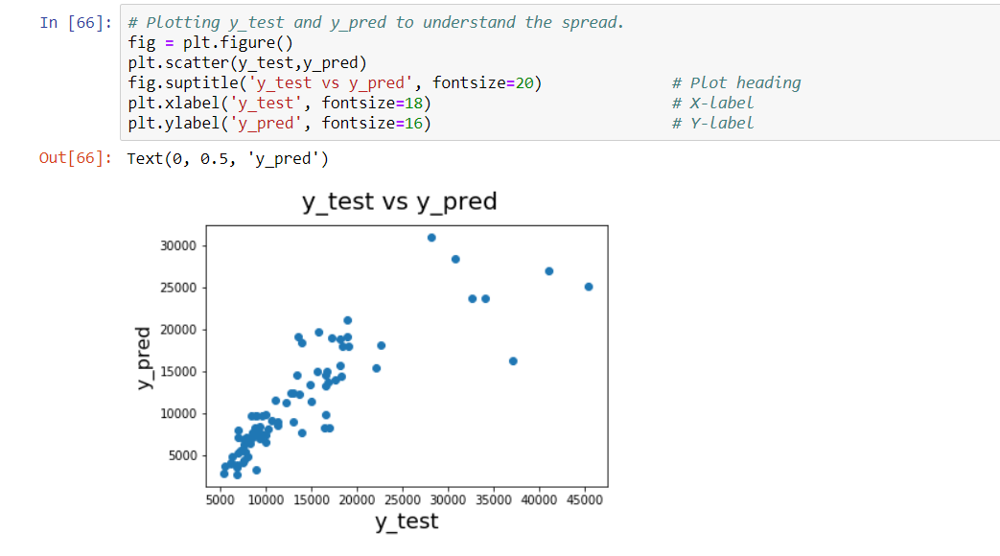 In [66]: # Plotting y_test and y_pred to understand the spread.
fig = plt.figure()
plt.scatter(y_test,y_pred)
fig.suptitle('y_test vs y_pred', fontsize=20) # Plot heading
plt.xlabel('y_test', fontsize=18) # X-label
plt.ylabel('y_pred', fontsize=16) # Y-label
Out[66]: Text(0, 0.5, 'y_pred')
y_test vs y_pred
30000
25000
20000
15000
10000
5000
y_pred
5000 10000 15000 20000 25000 30000 35000 40000 45000
y_test